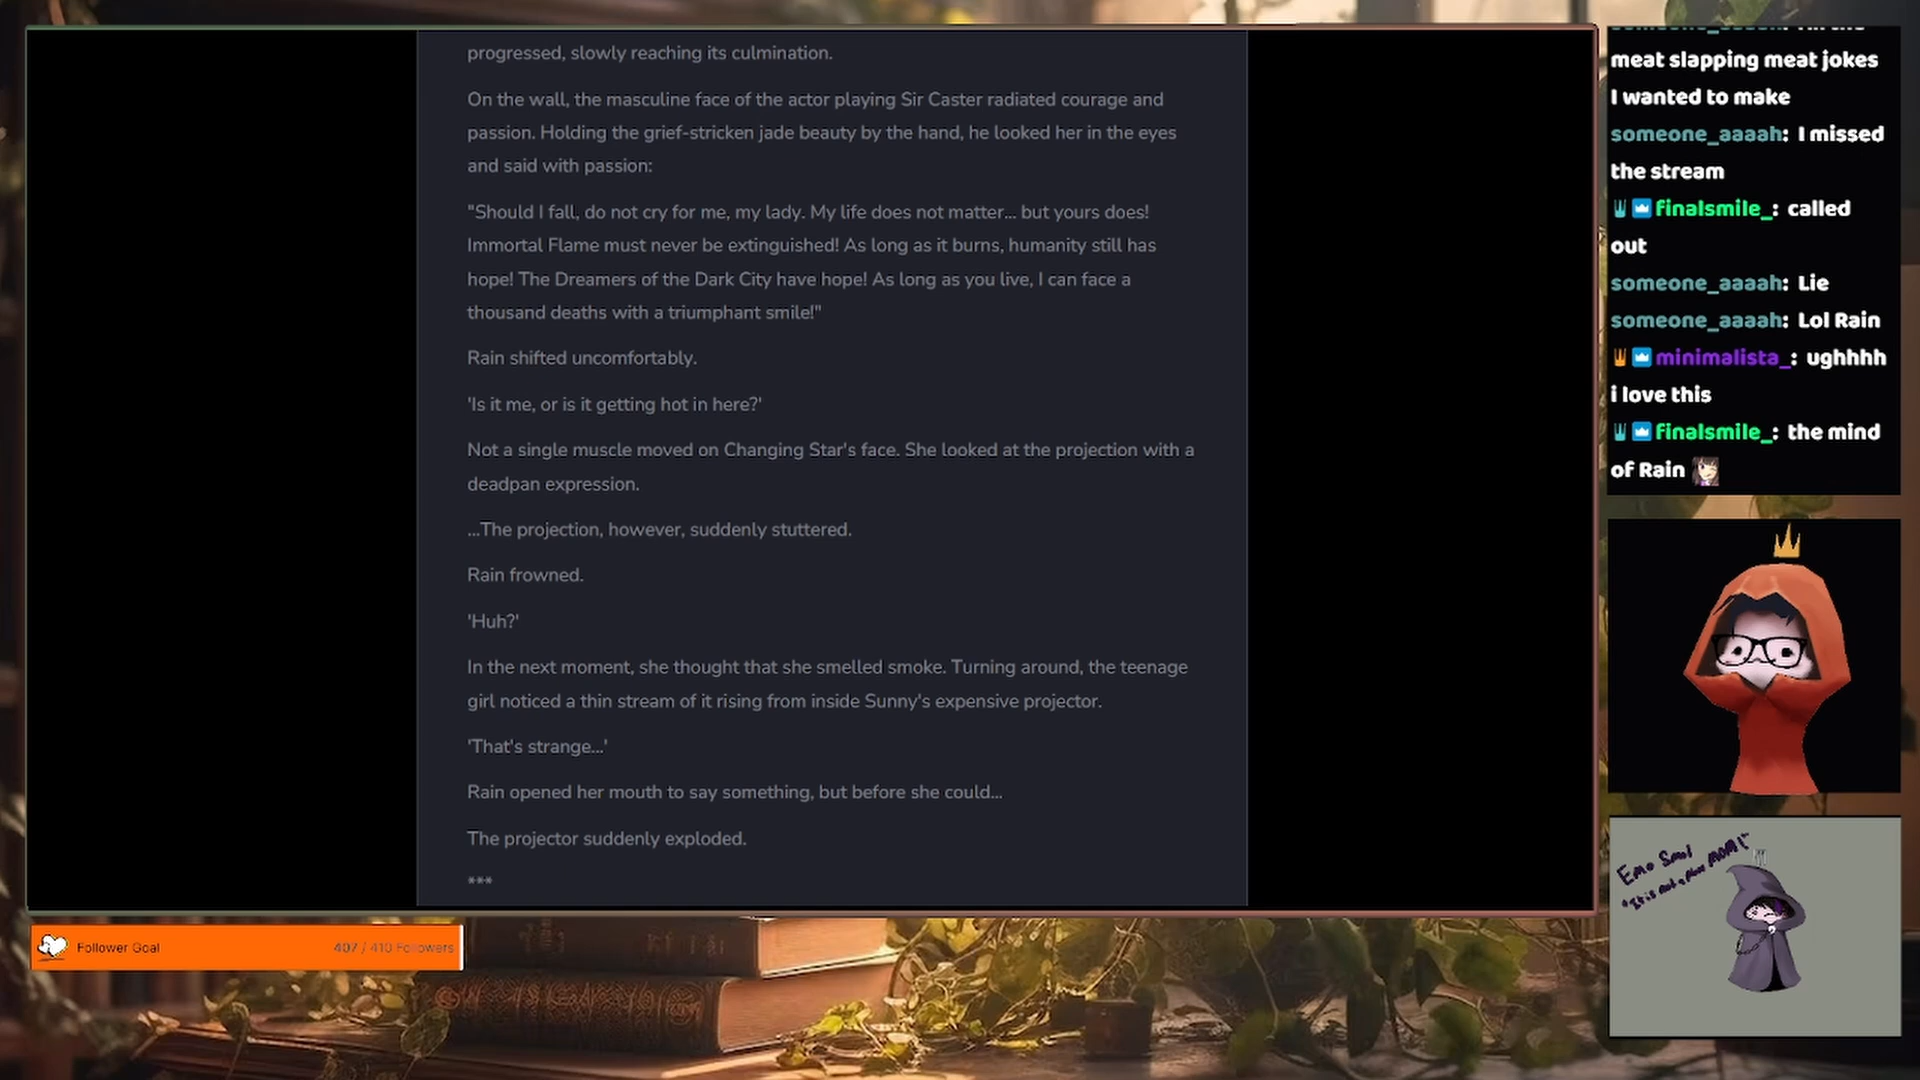 progressed, slowly reaching its culmination.
On the wall, the masculine face of the actor playing Sir Caster radiated courage and
passion. Holding the grief-stricken jade beauty by the hand, he looked her in the eyes
and said with passion:
"Should I fall, do not cry for me, my lady. My life does not matter... but yours does!
Immortal Flame must never be extinguished! As long as it burns, humanity still has
hope! The Dreamers of the Dark City have hope! As long as you live, I can face a
thousand deaths with a triumphant smile!"
Rain shifted uncomfortably.
'Is it me, or is it getting hot in here?'
Not a single muscle moved on Changing Star's face. She looked at the projection with a
deadpan expression.
...The projection, however, suddenly stuttered.
Rain frowned.
'Huh?'
In the next moment, she thought that she smelled smoke. Turning around, the teenage
girl noticed a thin stream of it rising from inside Sunny's expensive projector.
'That's strange...'
Rain opened her mouth to say something, but before she could...
The projector suddenly exploded.
***
meat slapping meat jokes
I wanted to make
someone_aaaah: I missed
the stream
finalsmile_: called
out
someone_aaaah: Lie
someone_aaaah: Lol Rain
minimalista_: ughhhh
i love this
finalsmile_: the mind
of Rain
Emo Smol
"It is not a phase MOM!"
Follower Goal
407 / 410 Followers